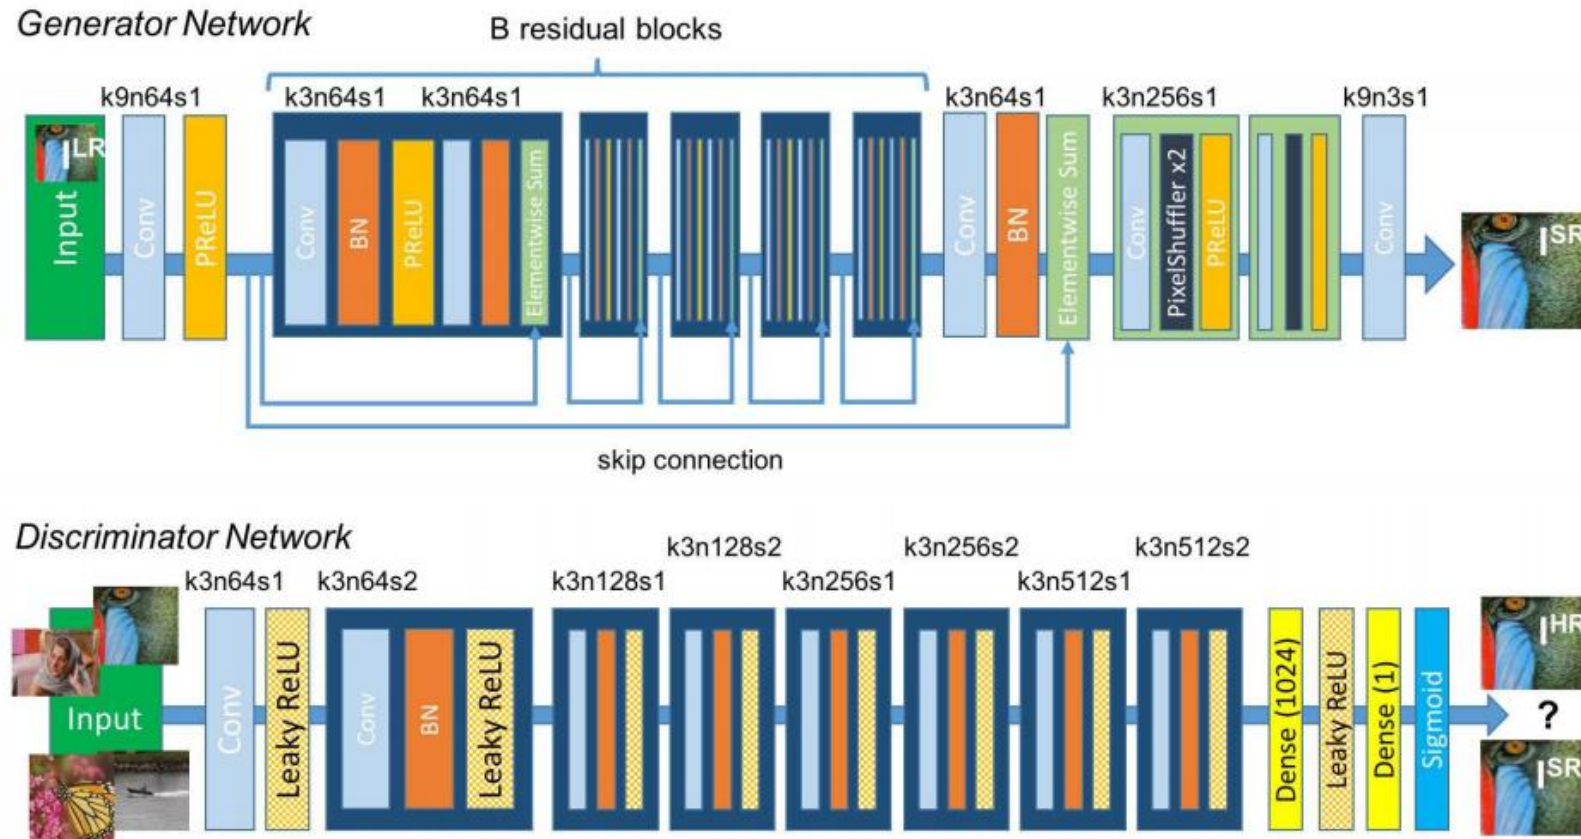 Generator Network
B residual blocks
k9n64s1
k3n64s1
k3n64s1
k3n64s1
k3n256s1
k9n3s1
I LR
Input
Conv
PReLU
Conv
BN
PReLU
Elementwise Sum
Conv
BN
Elementwise Sum
Conv
PixelShuffler x2
PReLU
Conv
I SR
skip connection
Discriminator Network
k3n64s1
k3n64s2
k3n128s1
k3n128s2
k3n256s1
k3n256s2
k3n512s1
k3n512s2
Input
Conv
Leaky ReLU
Conv
BN
Leaky ReLU
Dense (1024)
Leaky ReLU
Dense (1)
Sigmoid
I HR
?
I SR